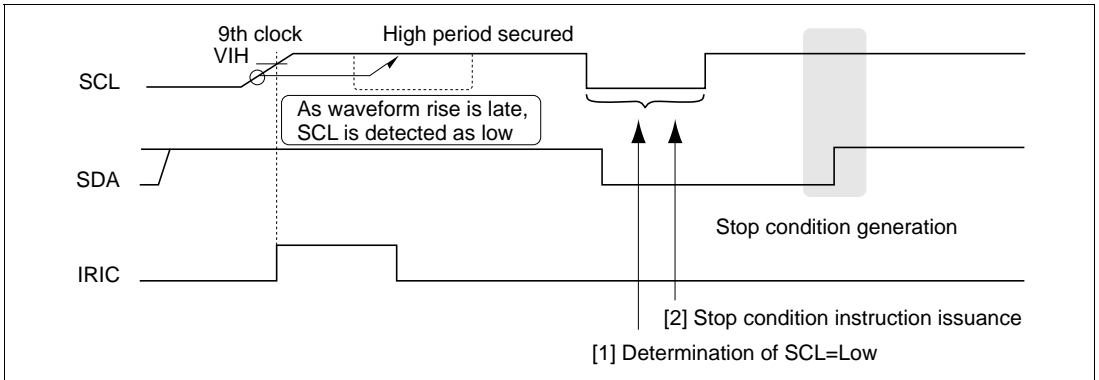 9th clock
High period secured
VIH
SCL
As waveform rise is late,
SCL is detected as low
SDA
Stop condition generation
IRIC
[2] Stop condition instruction issuance
[1] Determination of SCL=Low